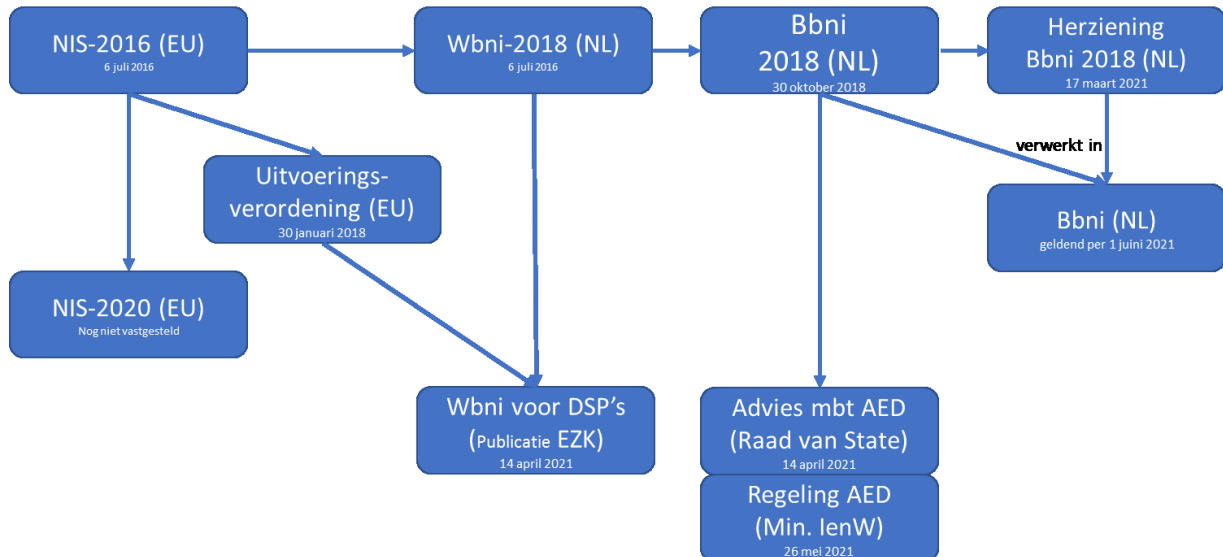 NIS-2016 (EU)
6 juli 2016
Wbni-2018 (NL)
6 juli 2016
Bbni
2018 (NL)
30 oktober 2018
Herziening
Bbni 2018 (NL)
17 maart 2021
verwerkt in
Uitvoerings-
verordening (EU)
30 januari 2018
Bbni (NL)
geldend per 1 juini 2021
NIS-2020 (EU)
Nog niet vastgesteld
Wbni voor DSP's
(Publicatie EZK)
14 april 2021
Advies mbt AED
(Raad van State)
14 april 2021
Regeling AED
(Min. IenW)
26 mei 2021